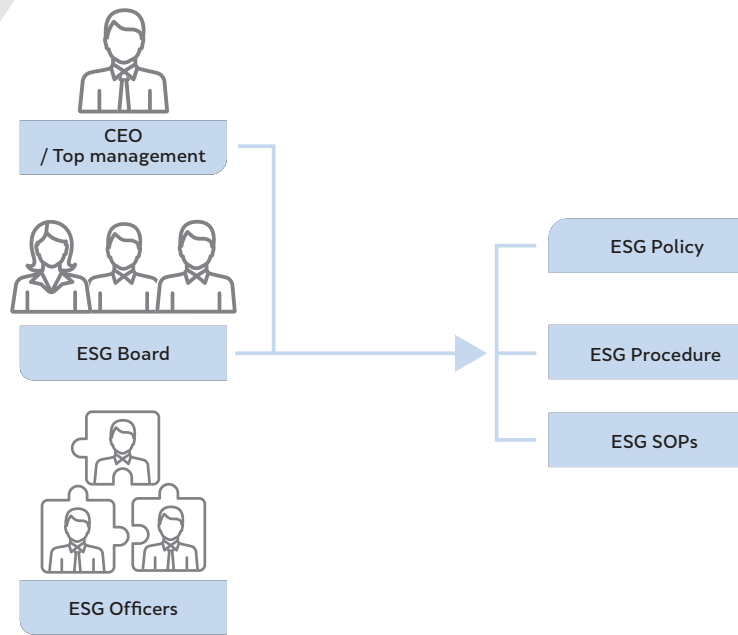 CEO
/ Top management
ESG Board
ESG Officers
ESG Policy
ESG Procedure
ESG SOPs